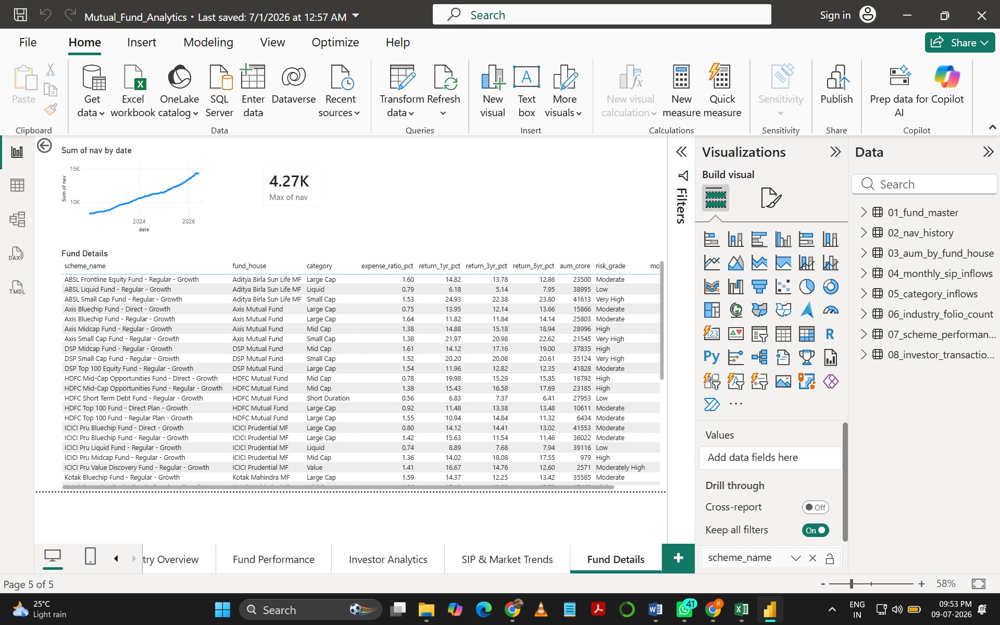 Mutual_Fund_Analytics • Last saved: 7/1/2026 at 12:57 AM
Search
Sign in
File
Home
Insert
Modeling
View
Optimize
Help
Share
Paste
Get data
Excel workbook
OneLake catalog
SQL Server
Enter data
Dataverse
Recent sources
Transform data
Refresh
New visual
Text box
More visuals
New visual calculation
New measure
Quick measure
Sensitivity
Publish
Prep data for AI
Copilot
Clipboard
Data
Queries
Insert
Calculations
Sensitivity
Share
Copilot
Sum of nav by date
15K
10K
Sum of nav
2024
2026
date
4.27K
Max of nav
Fund Details
scheme_name fund_house category expense_ratio_pct return_1yr_pct return_3yr_pct return_5yr_pct aum_crore risk_grade mo
ABSL Frontline Equity Fund - Regular - Growth Aditya Birla Sun Life MF Large Cap 1.60 14.82 13.78 12.86 23500 Moderate
ABSL Liquid Fund - Regular - Growth Aditya Birla Sun Life MF Liquid 0.79 6.18 5.14 7.95 38995 Low
ABSL Small Cap Fund - Regular - Growth Aditya Birla Sun Life MF Small Cap 1.53 24.93 22.38 23.80 41613 Very High
Axis Bluechip Fund - Direct - Growth Axis Mutual Fund Large Cap 0.75 13.95 12.14 13.66 15866 Moderate
Axis Bluechip Fund - Regular - Growth Axis Mutual Fund Large Cap 1.64 11.82 11.84 14.14 25803 Moderate
Axis Midcap Fund - Regular - Growth Axis Mutual Fund Mid Cap 1.38 14.88 15.18 18.94 28996 High
Axis Small Cap Fund - Regular - Growth Axis Mutual Fund Small Cap 1.38 21.97 20.98 22.62 21545 Very High
DSP Midcap Fund - Regular - Growth DSP Mutual Fund Mid Cap 1.61 14.12 17.16 19.00 37835 High
DSP Small Cap Fund - Regular - Growth DSP Mutual Fund Small Cap 1.52 20.20 20.08 20.61 35124 Very High
DSP Top 100 Equity Fund - Regular - Growth DSP Mutual Fund Large Cap 1.54 11.96 12.82 12.35 41828 Moderate
HDFC Mid-Cap Opportunities Fund - Direct - Growth HDFC Mutual Fund Mid Cap 0.78 19.98 15.29 15.85 18792 High
HDFC Mid-Cap Opportunities Fund - Regular - Growth HDFC Mutual Fund Mid Cap 1.38 15.43 16.58 17.69 23185 High
HDFC Short Term Debt Fund - Regular - Growth HDFC Mutual Fund Short Duration 0.56 6.83 7.37 6.41 27953 Low
HDFC Top 100 Fund - Direct Plan - Growth HDFC Mutual Fund Large Cap 0.92 11.48 13.38 13.48 10611 Moderate
HDFC Top 100 Fund - Regular Plan - Growth HDFC Mutual Fund Large Cap 1.55 10.94 14.84 11.32 6434 Moderate
ICICI Pru Bluechip Fund - Direct - Growth ICICI Prudential MF Large Cap 0.80 14.12 14.41 13.02 41553 Moderate
ICICI Pru Bluechip Fund - Regular - Growth ICICI Prudential MF Large Cap 1.42 15.63 11.54 11.46 36022 Moderate
ICICI Pru Liquid Fund - Regular - Growth ICICI Prudential MF Liquid 0.74 8.89 7.68 7.94 39116 Low
ICICI Pru Midcap Fund - Regular - Growth ICICI Prudential MF Mid Cap 1.36 14.02 18.08 17.55 979 High
ICICI Pru Value Discovery Fund - Regular - Growth ICICI Prudential MF Value 1.41 16.67 14.76 12.60 2571 Moderately High
Kotak Bluechip Fund - Regular - Growth Kotak Mahindra MF Large Cap 1.59 14.37 12.25 13.42 35585 Moderate
DAX
TMDL
Filters
Visualizations
Build visual
123
R
Py
Values
Add data fields here
Drill through
Cross-report
Off
Keep all filters
On
scheme_name
Data
Search
01_fund_master
02_nav_history
03_aum_by_fund_house
04_monthly_sip_inflows
05_category_inflows
06_industry_folio_count
07_scheme_performan...
08_investor_transactio...
try Overview
Fund Performance
Investor Analytics
SIP & Market Trends
Fund Details
+
Page 5 of 5
- + 58%
25°C
Light rain
Search
41
R
ENG
IN
09:53 PM
09-07-2026